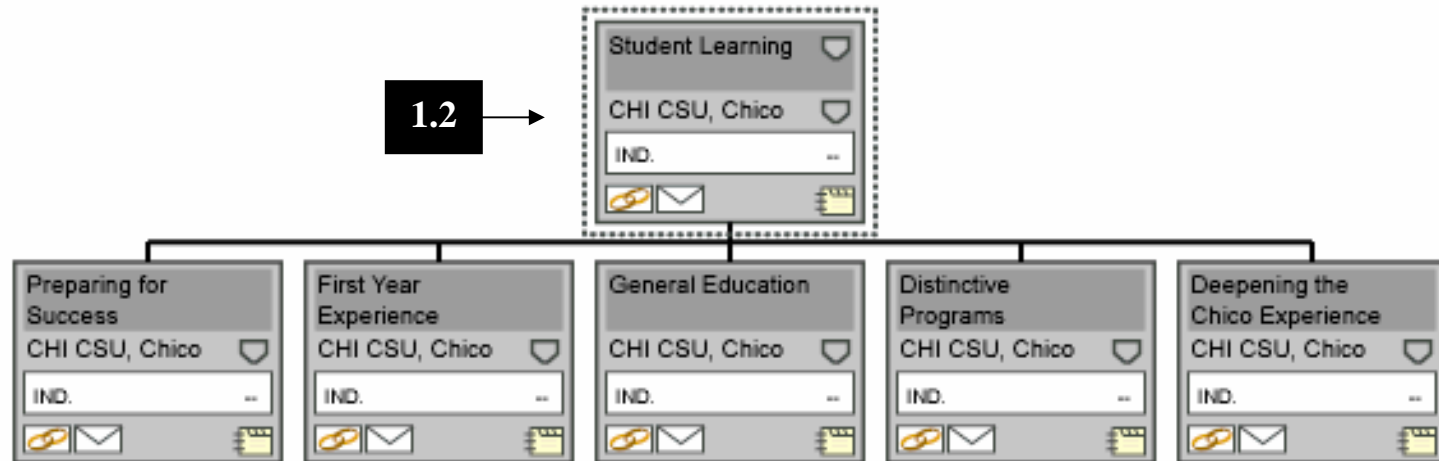 Student Learning
1.2
CHI CSU, Chico
IND. --
Preparing for
Success
CHI CSU, Chico
IND. --
First Year
Experience
CHI CSU, Chico
IND. --
General Education
CHI CSU, Chico
IND. --
Distinctive
Programs
CHI CSU, Chico
IND. --
Deepening the
Chico Experience
CHI CSU, Chico
IND. --